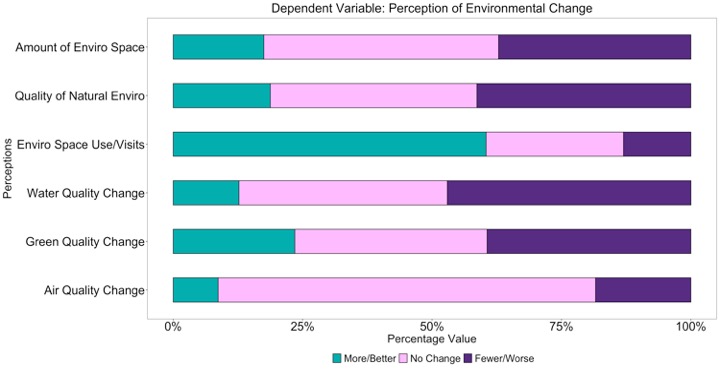 Dependent Variable: Perception of Environmental Change
Perceptions
Amount of Enviro Space
Quality of Natural Enviro
Enviro Space Use/Visits
Water Quality Change
Green Quality Change
Air Quality Change
0% 25% 50% 75% 100%
Percentage Value
More/Better No Change Fewer/Worse